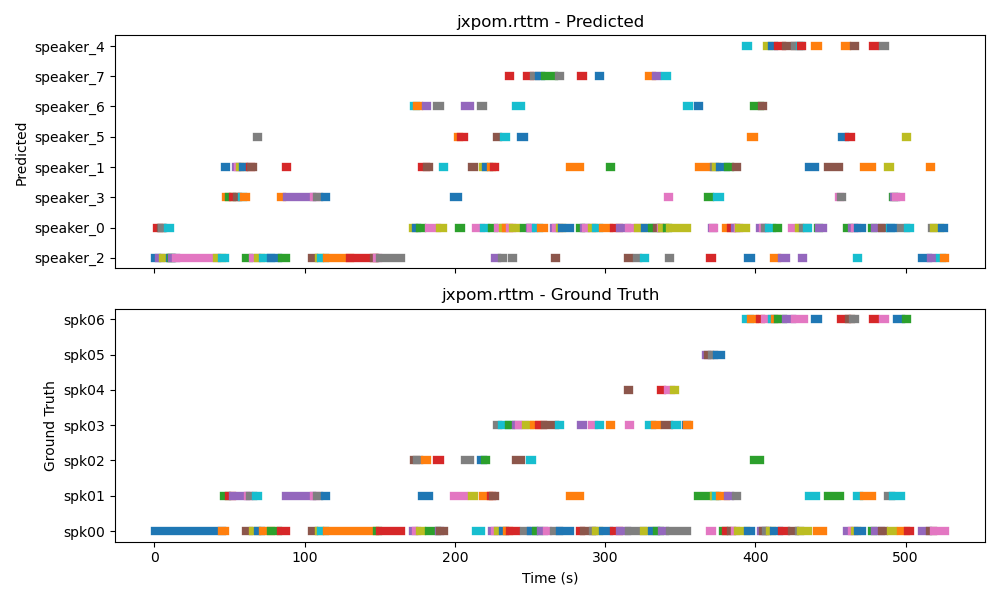 jxpom.rttm - Predicted
speaker_4
speaker_7
speaker_6
speaker_5
speaker_1
speaker_3
speaker_0
speaker_2
Predicted
jxpom.rttm - Ground Truth
spk06
spk05
spk04
spk03
spk02
spk01
spk00
Ground Truth
0 100 200 300 400 500
Time (s)